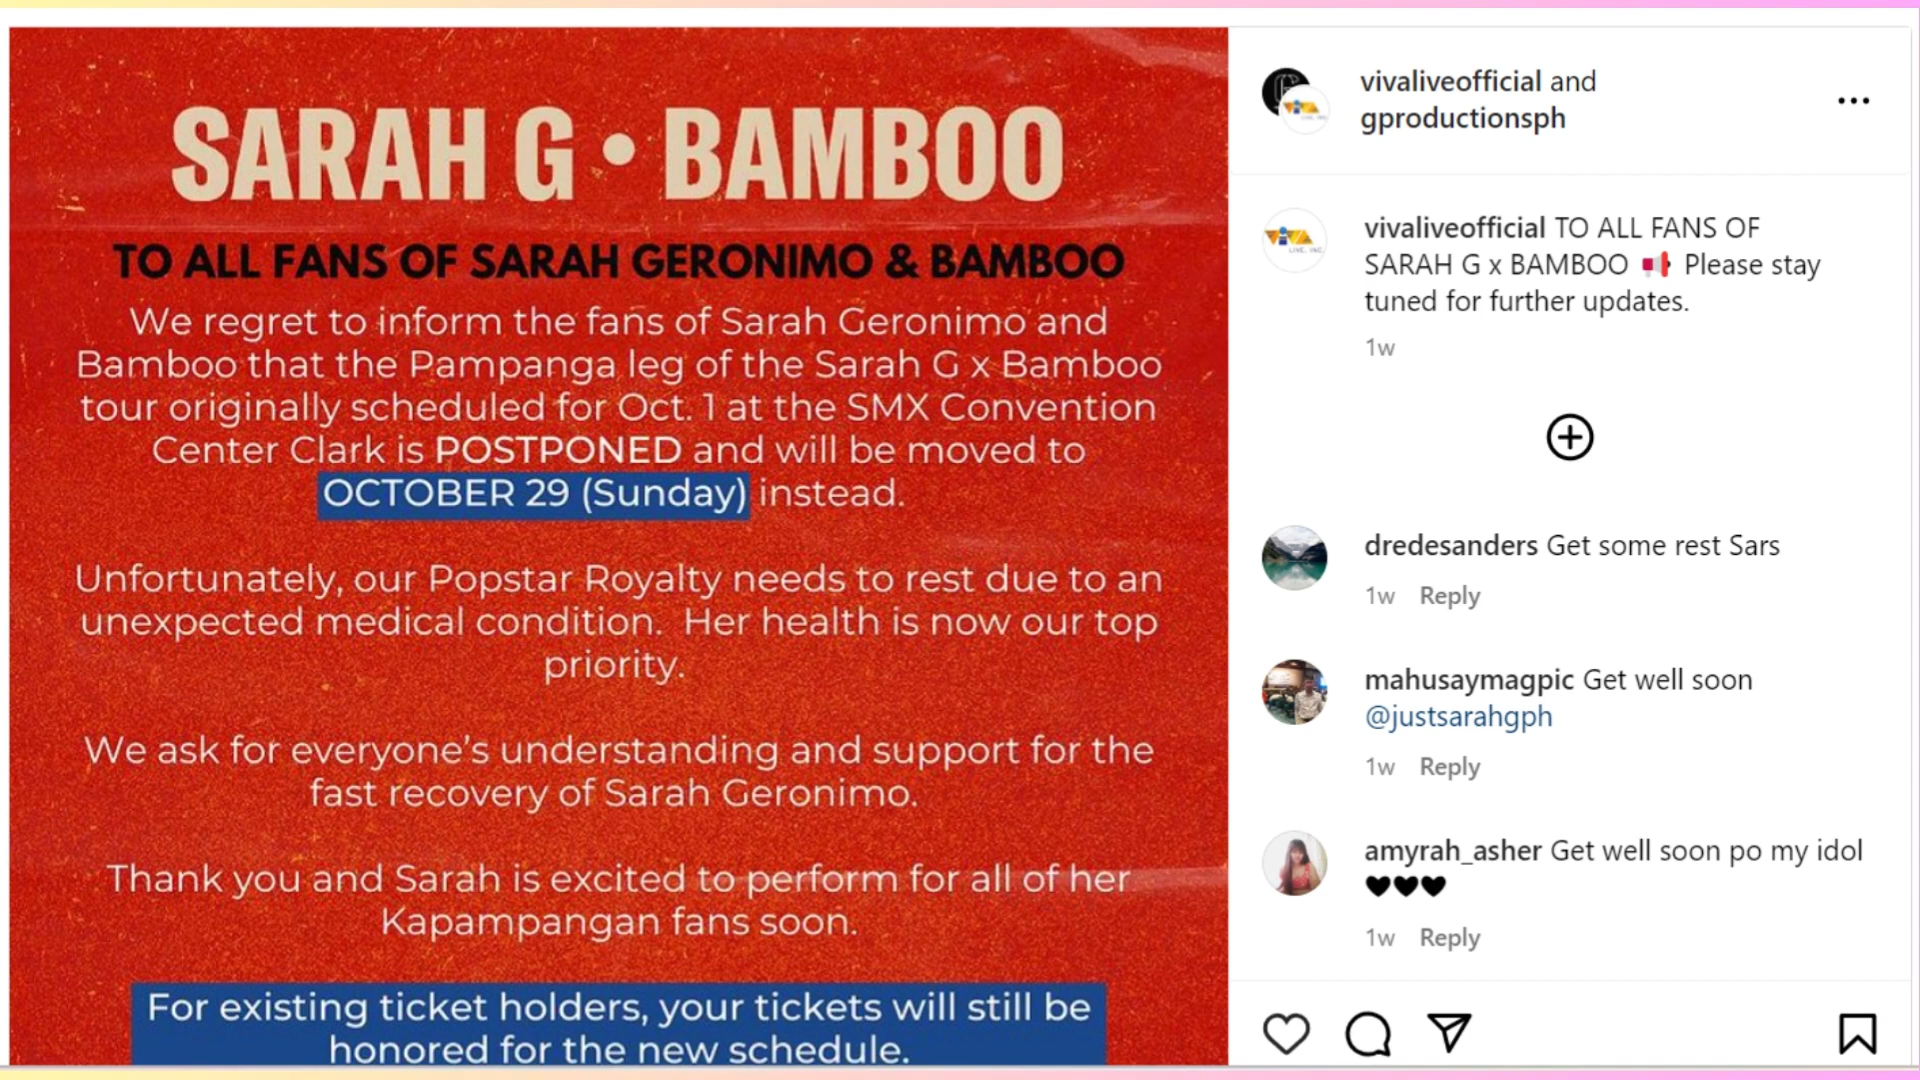 SARAH G • BAMBOO
TO ALL FANS OF SARAH GERONIMO & BAMBOO
We regret to inform the fans of Sarah Geronimo and
Bamboo that the Pampanga leg of the Sarah G x Bamboo
tour originally scheduled for Oct. 1 at the SMX Convention
Center Clark is POSTPONED and will be moved to
OCTOBER 29 (Sunday) instead.
Unfortunately, our Popstar Royalty needs to rest due to an
unexpected medical condition.  Her health is now our top
priority.
We ask for everyone's understanding and support for the
fast recovery of Sarah Geronimo.
Thank you and Sarah is excited to perform for all of her
Kapampangan fans soon.
For existing ticket holders, your tickets will still be
honored for the new schedule.
vivaliveofficial and
gproductionsph
VIVA
LIVE, INC.
vivaliveofficial TO ALL FANS OF
SARAH G x BAMBOO 📣 Please stay
tuned for further updates.
1w
dredesanders Get some rest Sars
1w Reply
mahusaymagpic Get well soon
@justsarahgph
1w Reply
amyrah_asher Get well soon po my idol
🖤🖤🖤
1w Reply